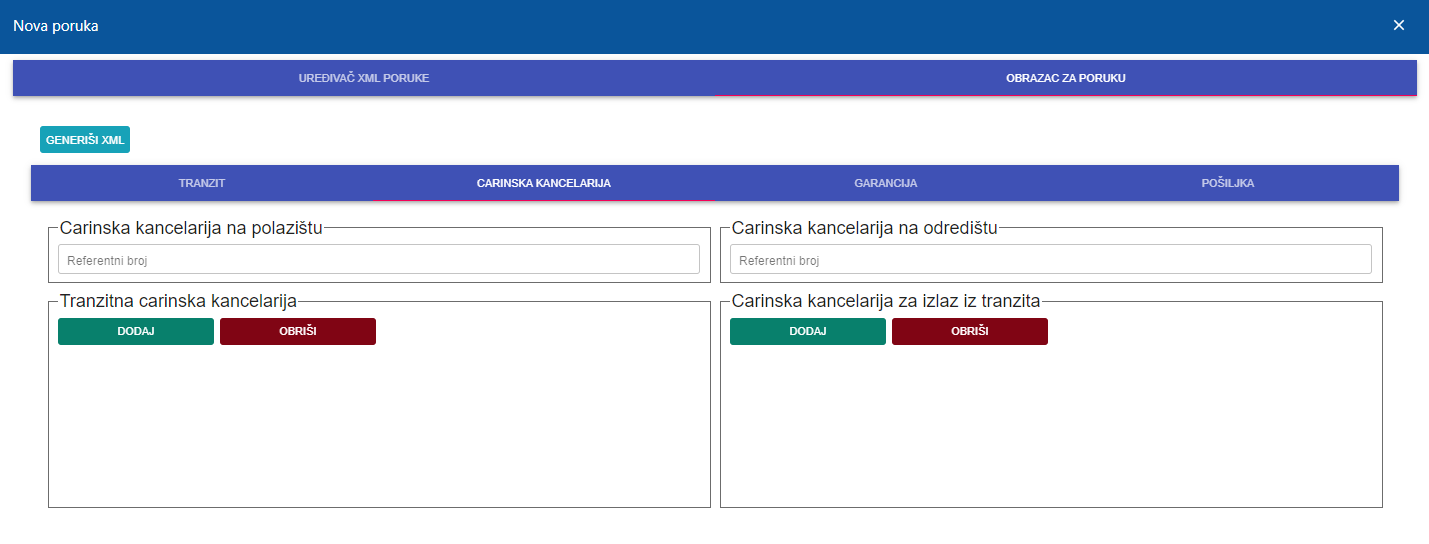 Nova poruka
UREĐIVAČ XML PORUKE
OBRAZAC ZA PORUKU
GENERIŠI XML
TRANZIT
CARINSKA KANCELARIJA
GARANCIJA
POŠILJKA
Carinska kancelarija na polazištu
Referentni broj
Carinska kancelarija na odredištu
Referentni broj
Tranzitna carinska kancelarija
DODAJ
OBRIŠI
Carinska kancelarija za izlaz iz tranzita
DODAJ
OBRIŠI